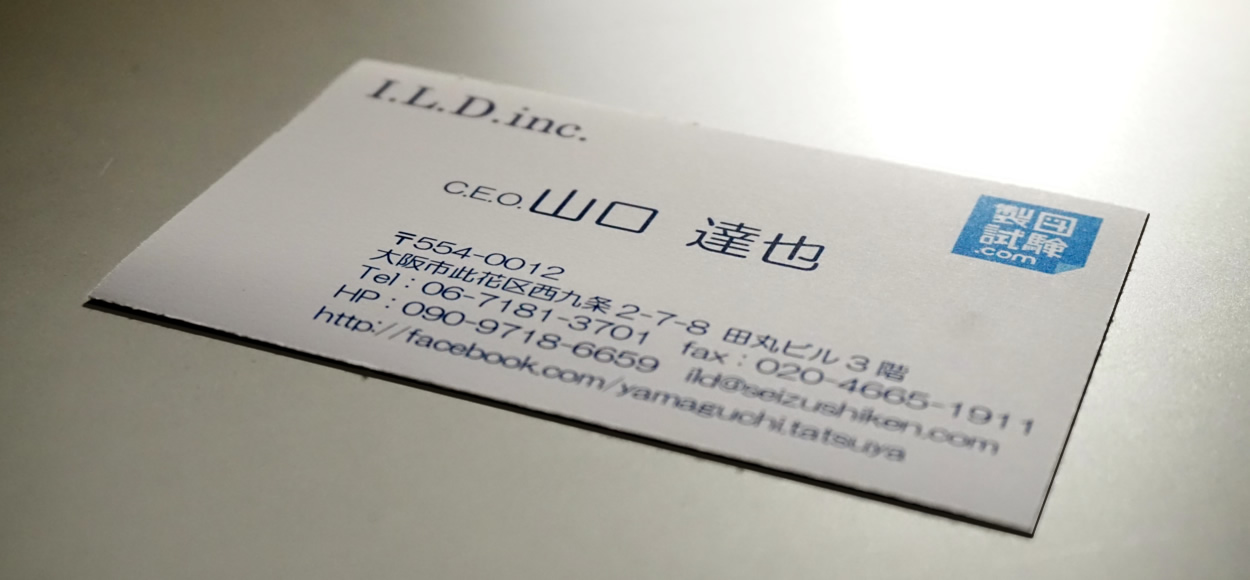 I.L.D.inc.
C.E.O. 山口 達也
製図
試験
.com
〒554-0012
大阪市此花区西九条 2-7-8 田丸ビル 3 階
Tel : 06-7181-3701 fax : 020-4665-1911
HP : 090-9718-6659 ild@seizushiken.com
http://facebook.com/yamaguchi.tatsuya